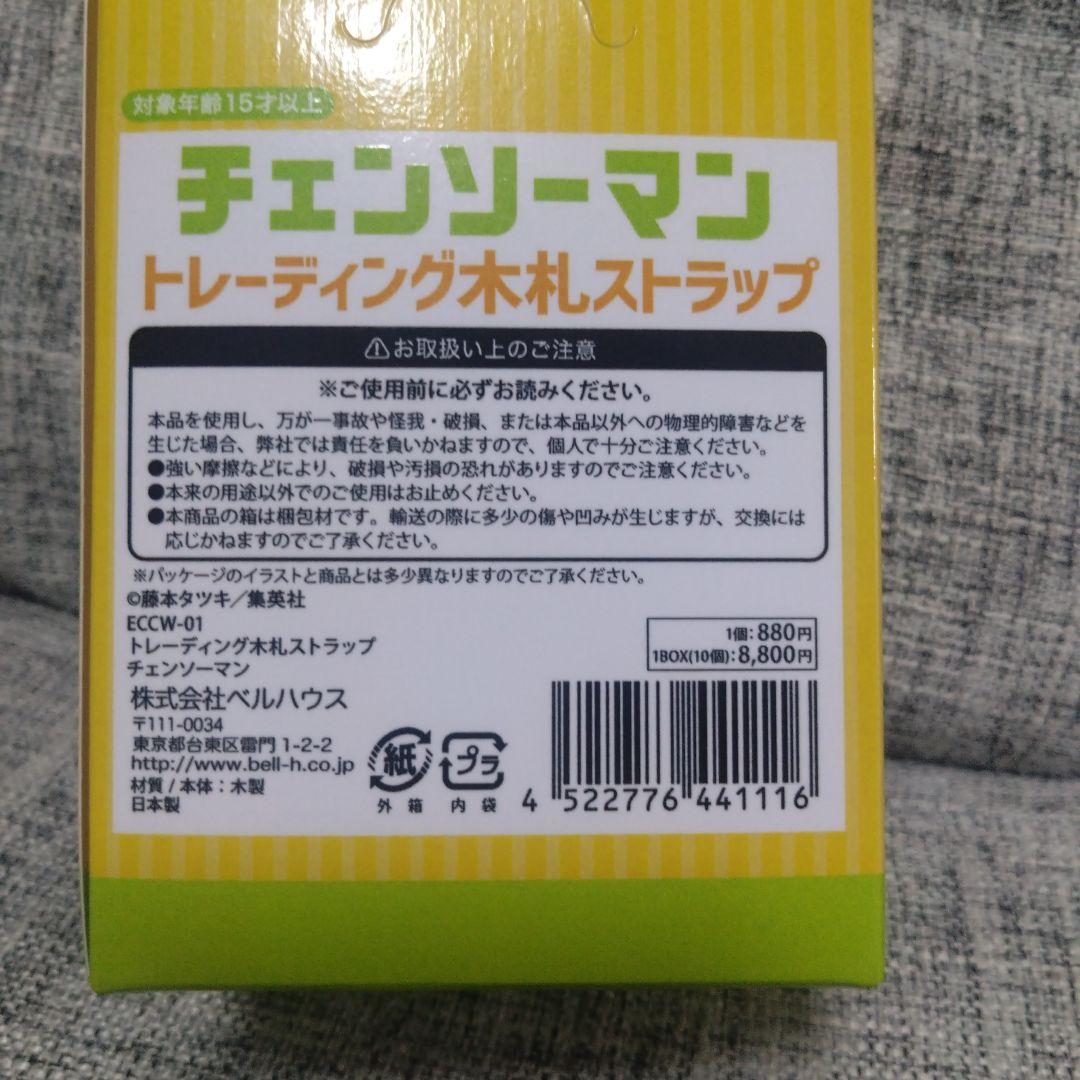 対象年齢15才以上
チェンソーマン
トレーディング木札ストラップ
⚠お取扱い上のご注意
※ご使用前に必ずお読みください。
本品を使用し、万が一事故や怪我・破損、または本品以外への物理的障害などを
生じた場合、弊社では責任を負いかねますので、個人で十分ご注意ください。
●強い摩擦などにより、破損や汚損の恐れがありますのでご注意ください。
●本来の用途以外でのご使用はお止めください。
●本商品の箱は梱包材です。輸送の際に多少の傷や凹みが生じますが、交換には
応じかねますのでご了承ください。
※パッケージのイラストと商品とは多少異なりますのでご了承ください。
©藤本タツキ／集英社
ECCW-01
トレーディング木札ストラップ
チェンソーマン
1個：880円
1BOX(10個)：8,800円
株式会社ベルハウス
〒111-0034
東京都台東区雷門 1-2-2
http://www.bell-h.co.jp
材質 / 本体：木製
日本製
紙
外箱
プラ
内袋
4 522776 441116